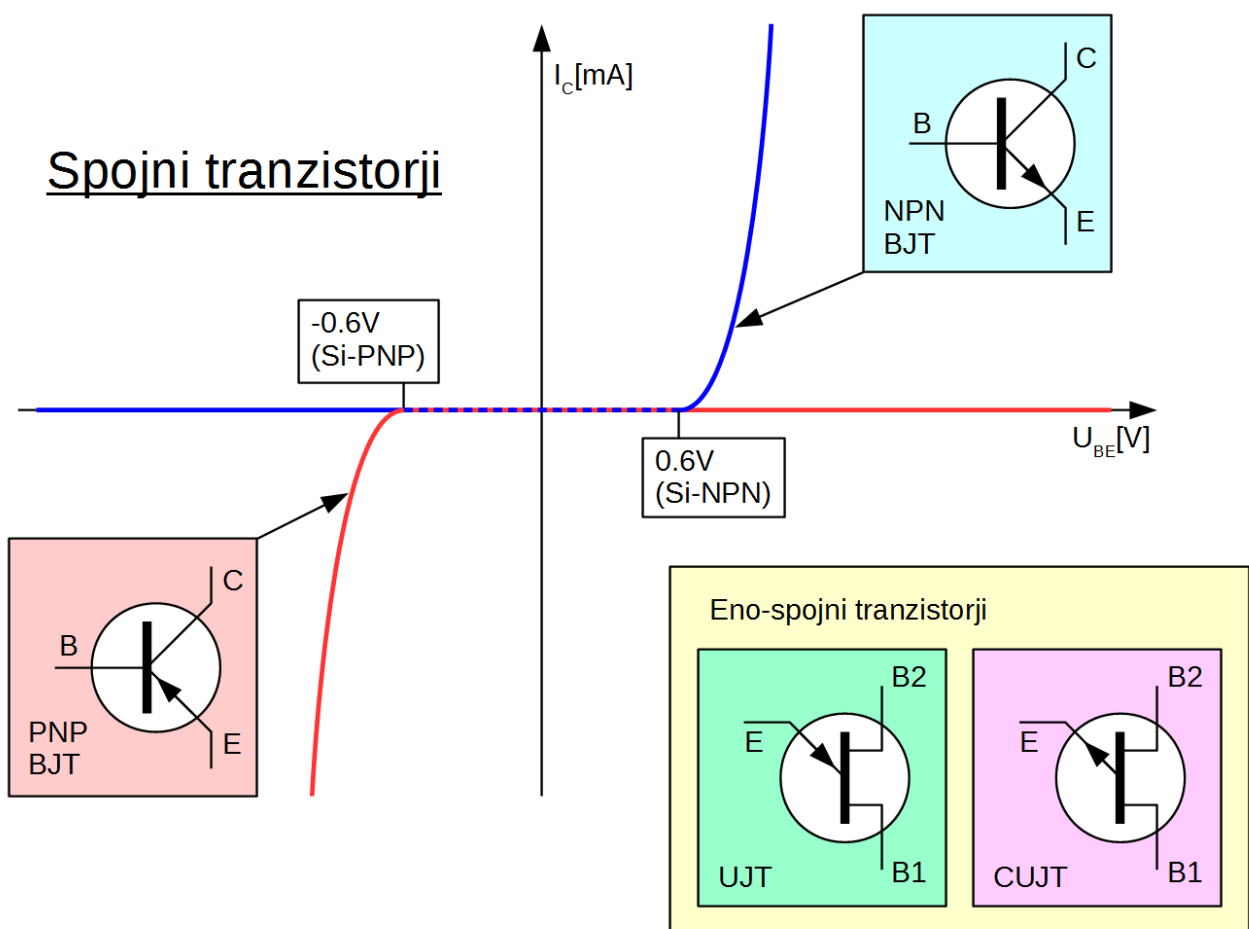 I_C[mA]
Spojni tranzistorji
C
B
E
NPN
BJT
-0.6V
(Si-PNP)
U_BE[V]
0.6V
(Si-NPN)
C
B
E
PNP
BJT
Eno-spojni tranzistorji
B2
E
B1
UJT
B2
E
B1
CUJT